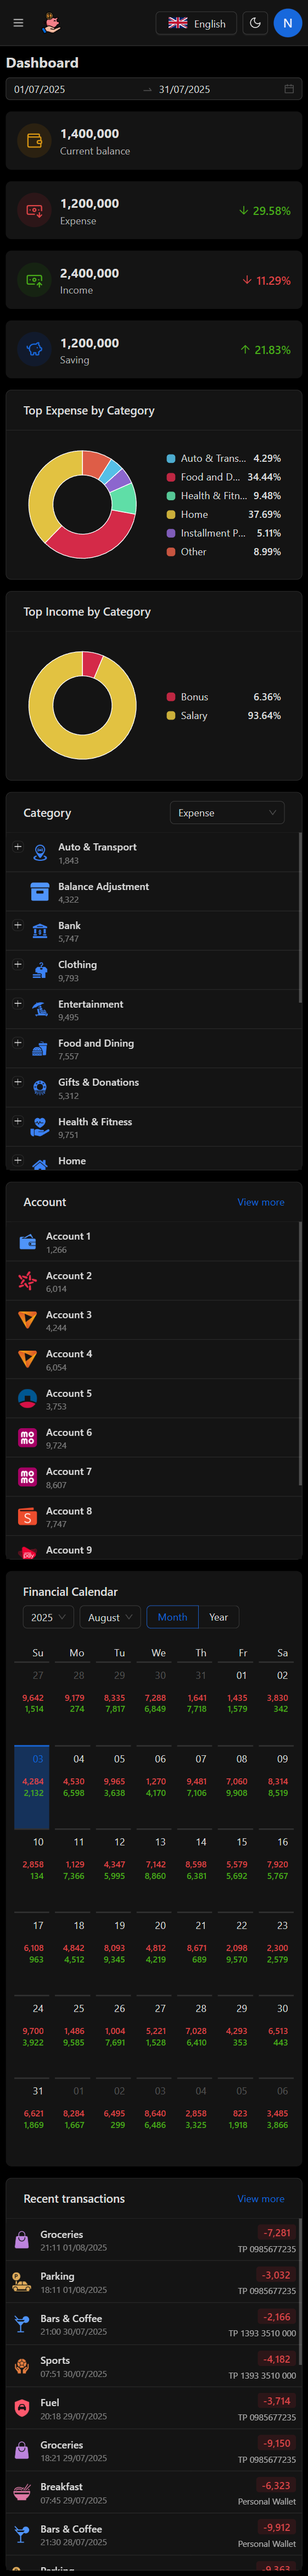 English
N
Dashboard
01/07/2025 → 31/07/2025
1,400,000
Current balance
1,200,000
Expense
↓ 29.58%
2,400,000
Income
↓ 11.29%
1,200,000
Saving
↑ 21.83%
Top Expense by Category
Auto & Trans... 4.29%
Food and D... 34.44%
Health & Fitn... 9.48%
Home 37.69%
Installment P... 5.11%
Other 8.99%
Top Income by Category
Bonus 6.36%
Salary 93.64%
Category
Expense
Auto & Transport
1,843
Balance Adjustment
4,322
Bank
5,747
Clothing
9,793
Entertainment
9,495
Food and Dining
7,557
Gifts & Donations
5,312
Health & Fitness
9,751
Home
Account
View more
Account 1
1,266
Account 2
6,014
Account 3
4,244
Account 4
6,054
Account 5
3,753
mo
mo
Account 6
9,724
mo
mo
Account 7
8,607
S
Account 8
7,747
Account 9
Financial Calendar
2025 August Month Year
Su Mo Tu We Th Fr Sa
27 28 29 30 31 01 02
9,642 9,179 8,335 7,288 1,641 1,435 3,830
1,514 274 7,817 6,849 7,718 1,579 342
03 04 05 06 07 08 09
4,284 4,530 9,965 1,270 9,481 7,060 8,314
2,132 6,598 3,638 4,170 7,106 9,908 8,519
10 11 12 13 14 15 16
2,858 1,129 4,347 7,142 8,598 5,579 7,920
134 7,366 5,995 8,860 6,381 5,692 5,767
17 18 19 20 21 22 23
6,108 4,842 8,093 4,812 8,671 2,098 2,300
963 4,512 9,345 4,219 689 9,570 2,579
24 25 26 27 28 29 30
9,700 1,486 1,004 5,221 7,028 4,293 6,513
3,922 9,585 7,691 1,528 6,410 353 443
31 01 02 03 04 05 06
6,621 8,284 6,495 8,640 2,858 823 3,485
1,869 1,667 299 6,486 3,325 1,918 3,866
Recent transactions
View more
Groceries
21:11 01/08/2025
-7,281
TP 0985677235
Parking
18:11 01/08/2025
-3,032
TP 0985677235
Bars & Coffee
21:00 30/07/2025
-2,166
TP 1393 3510 000
Sports
07:51 30/07/2025
-4,182
TP 1393 3510 000
Fuel
20:18 29/07/2025
-3,714
TP 0985677235
Groceries
18:21 29/07/2025
-9,150
TP 0985677235
Breakfast
07:45 29/07/2025
-6,323
Personal Wallet
Bars & Coffee
21:30 28/07/2025
-9,912
Personal Wallet
Parking
-9,363